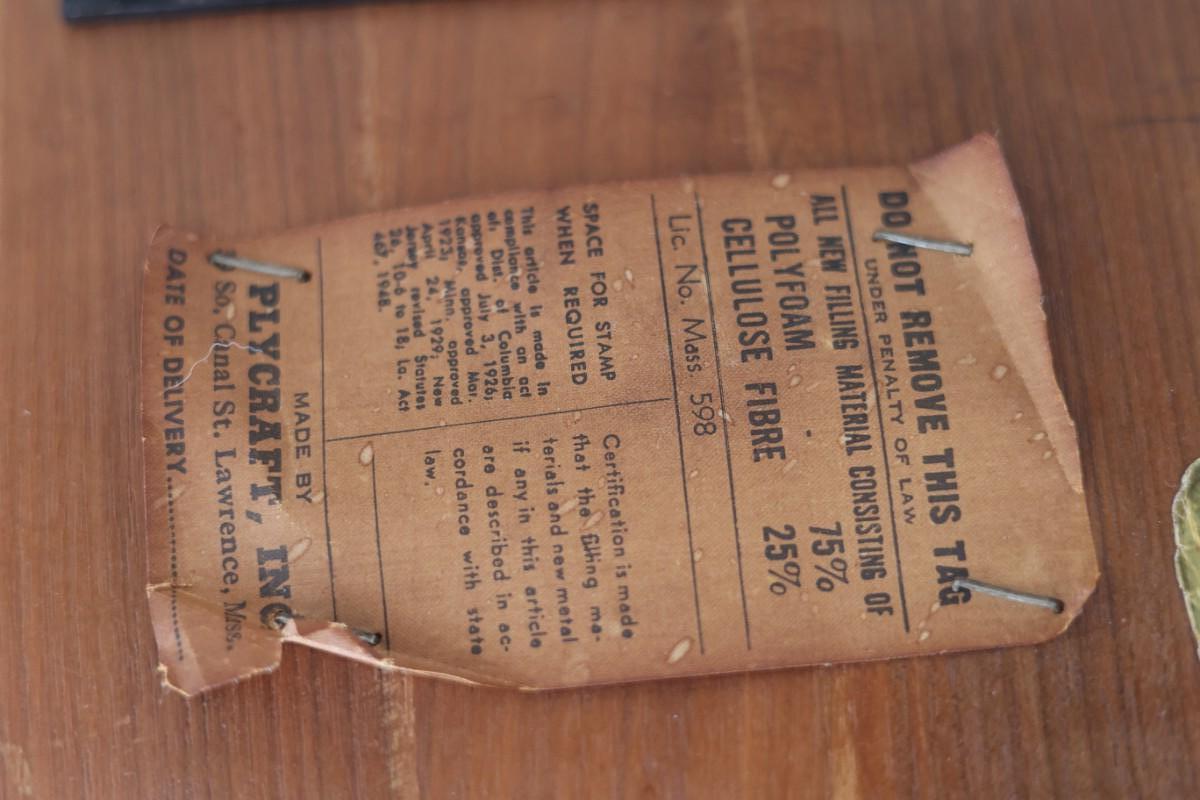 DO NOT REMOVE THIS TAG
UNDER PENALTY OF LAW
ALL NEW FILLING MATERIAL CONSISTING OF
POLYFOAM 75%
CELLULOSE FIBRE 25%
Lic. No. Mass. 598
SPACE FOR STAMP
WHEN REQUIRED
This article is made in
compliance with an act
of Dist. of Columbia
approved July 3, 1926,
Kansas, approved Mar.
1923, Minn. approved
April 24, 1929; New
Jersey revised Statutes
26, 10-6 to 18; La. Act
467, 1948.
Certification is made
that the filling ma-
terials and new metal
if any in this article
are described in ac-
cordance with state
law.
MADE BY
PLYCRAFT, INC
So. Canal St. Lawrence,
DATE OF DELIVERY ..........................